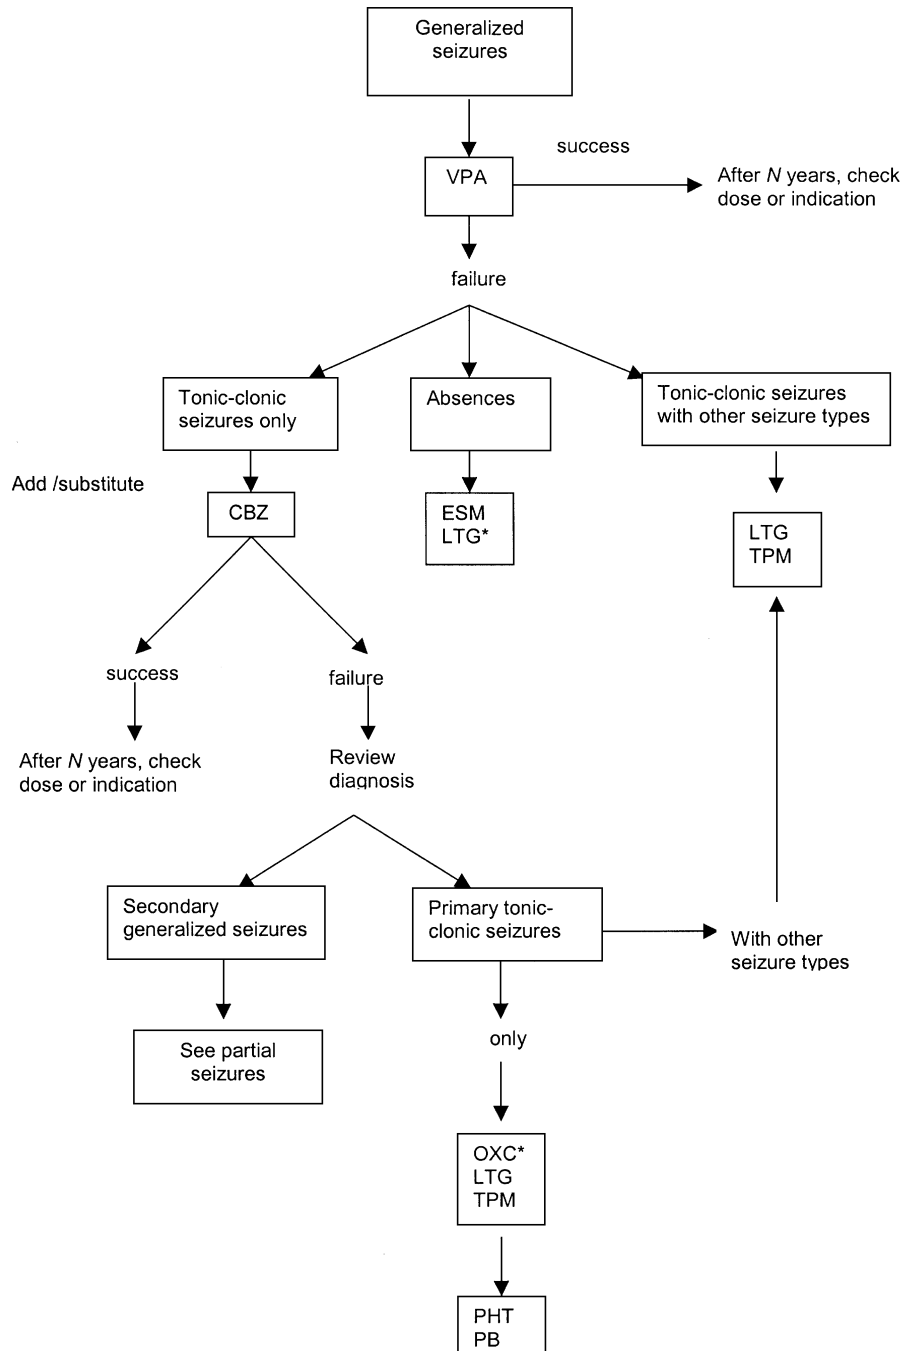 Generalized
seizures
success
VPA
After N years, check
dose or indication
failure
Tonic-clonic
seizures only
Absences
Tonic-clonic seizures
with other seizure types
Add /substitute
CBZ
ESM
LTG*
LTG
TPM
success
failure
After N years, check
dose or indication
Review
diagnosis
Secondary
generalized seizures
Primary tonic-
clonic seizures
With other
seizure types
See partial
seizures
only
OXC*
LTG
TPM
PHT
PB